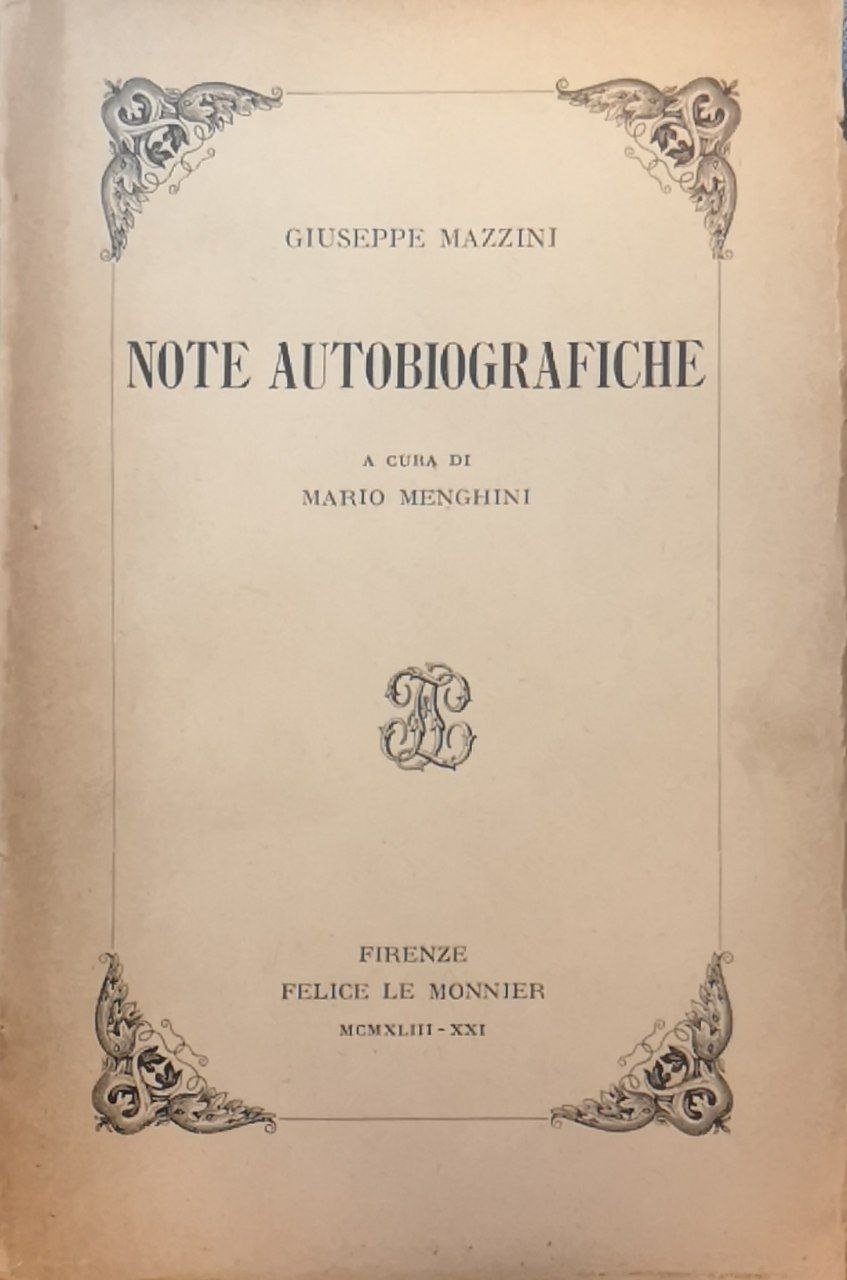 GIUSEPPE MAZZINI
NOTE AUTOBIOGRAFICHE
A CURA DI
MARIO MENGHINI
FIRENZE
FELICE LE MONNIER
MCMXLIII - XXI